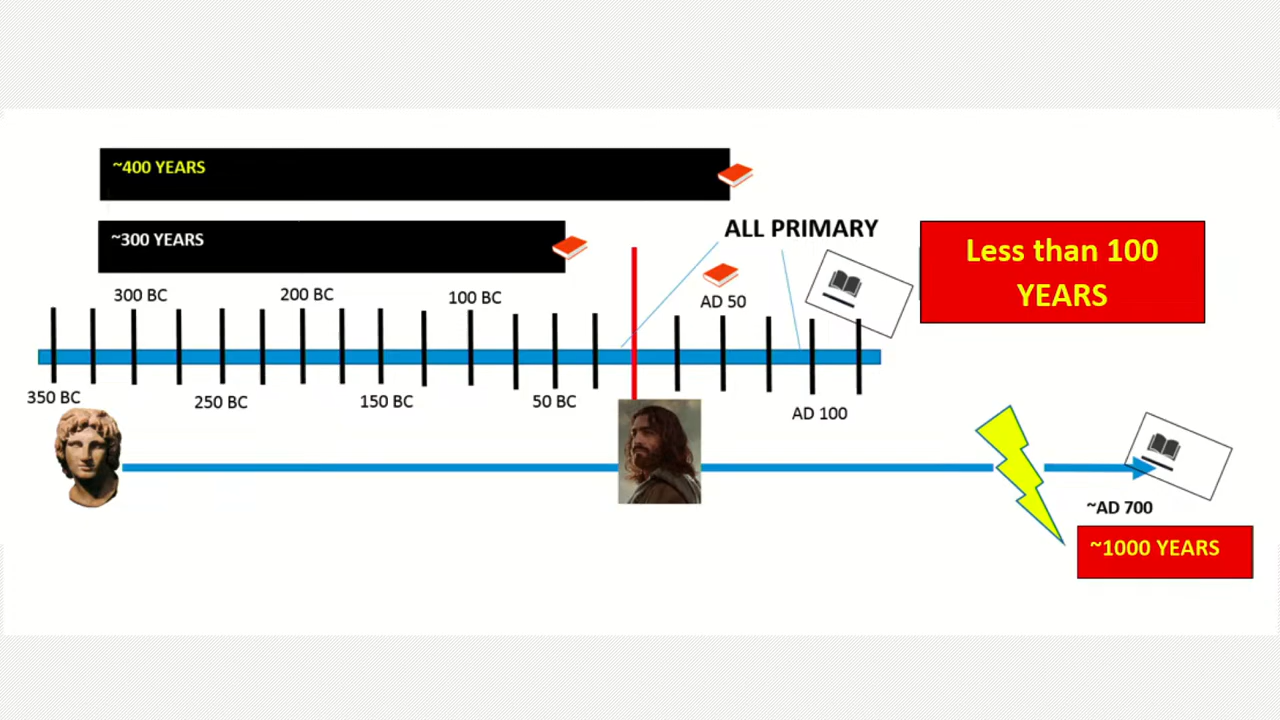 ~400 YEARS
~300 YEARS
ALL PRIMARY
Less than 100
YEARS
300 BC
200 BC
100 BC
AD 50
350 BC
250 BC
150 BC
50 BC
AD 100
~AD 700
~1000 YEARS